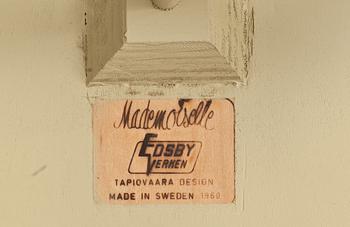 Mademoiselle
EDSBY
VERKEN
TAPIOVAARA DESIGN
MADE IN SWEDEN 1960